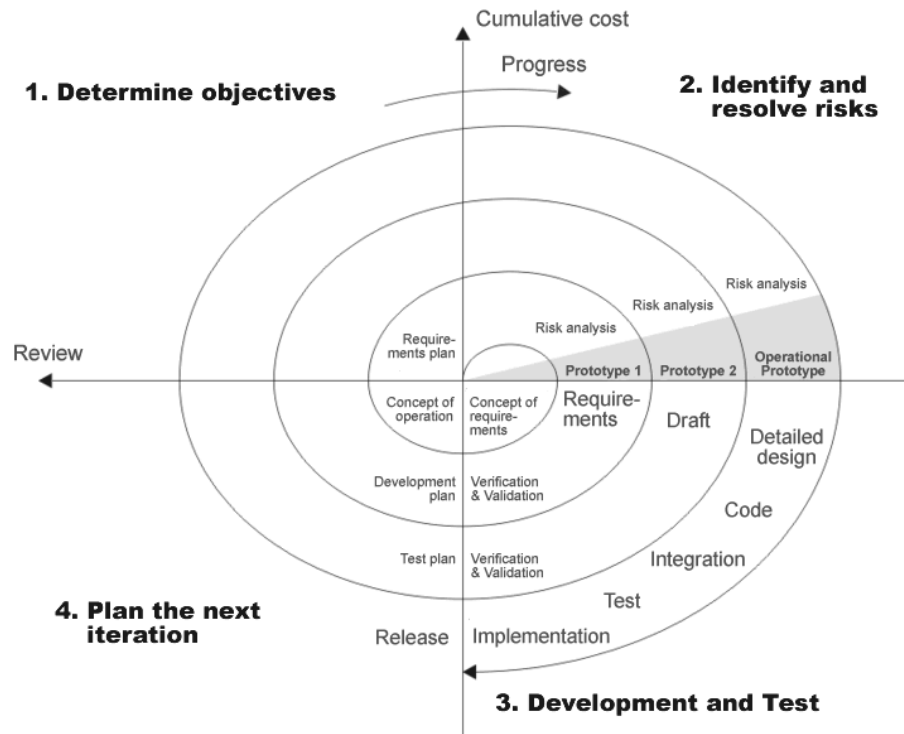 Cumulative cost
Progress
1. Determine objectives
2. Identify and
resolve risks
Risk analysis
Risk analysis
Risk analysis
Review
Require-
ments plan
Prototype 1
Prototype 2
Operational
Prototype
Concept of
operation
Concept of
require-
ments
Require-
ments
Draft
Detailed
design
Development
plan
Verification
& Validation
Code
Test plan
Verification
& Validation
Integration
Test
4. Plan the next
iteration
Release
Implementation
3. Development and Test